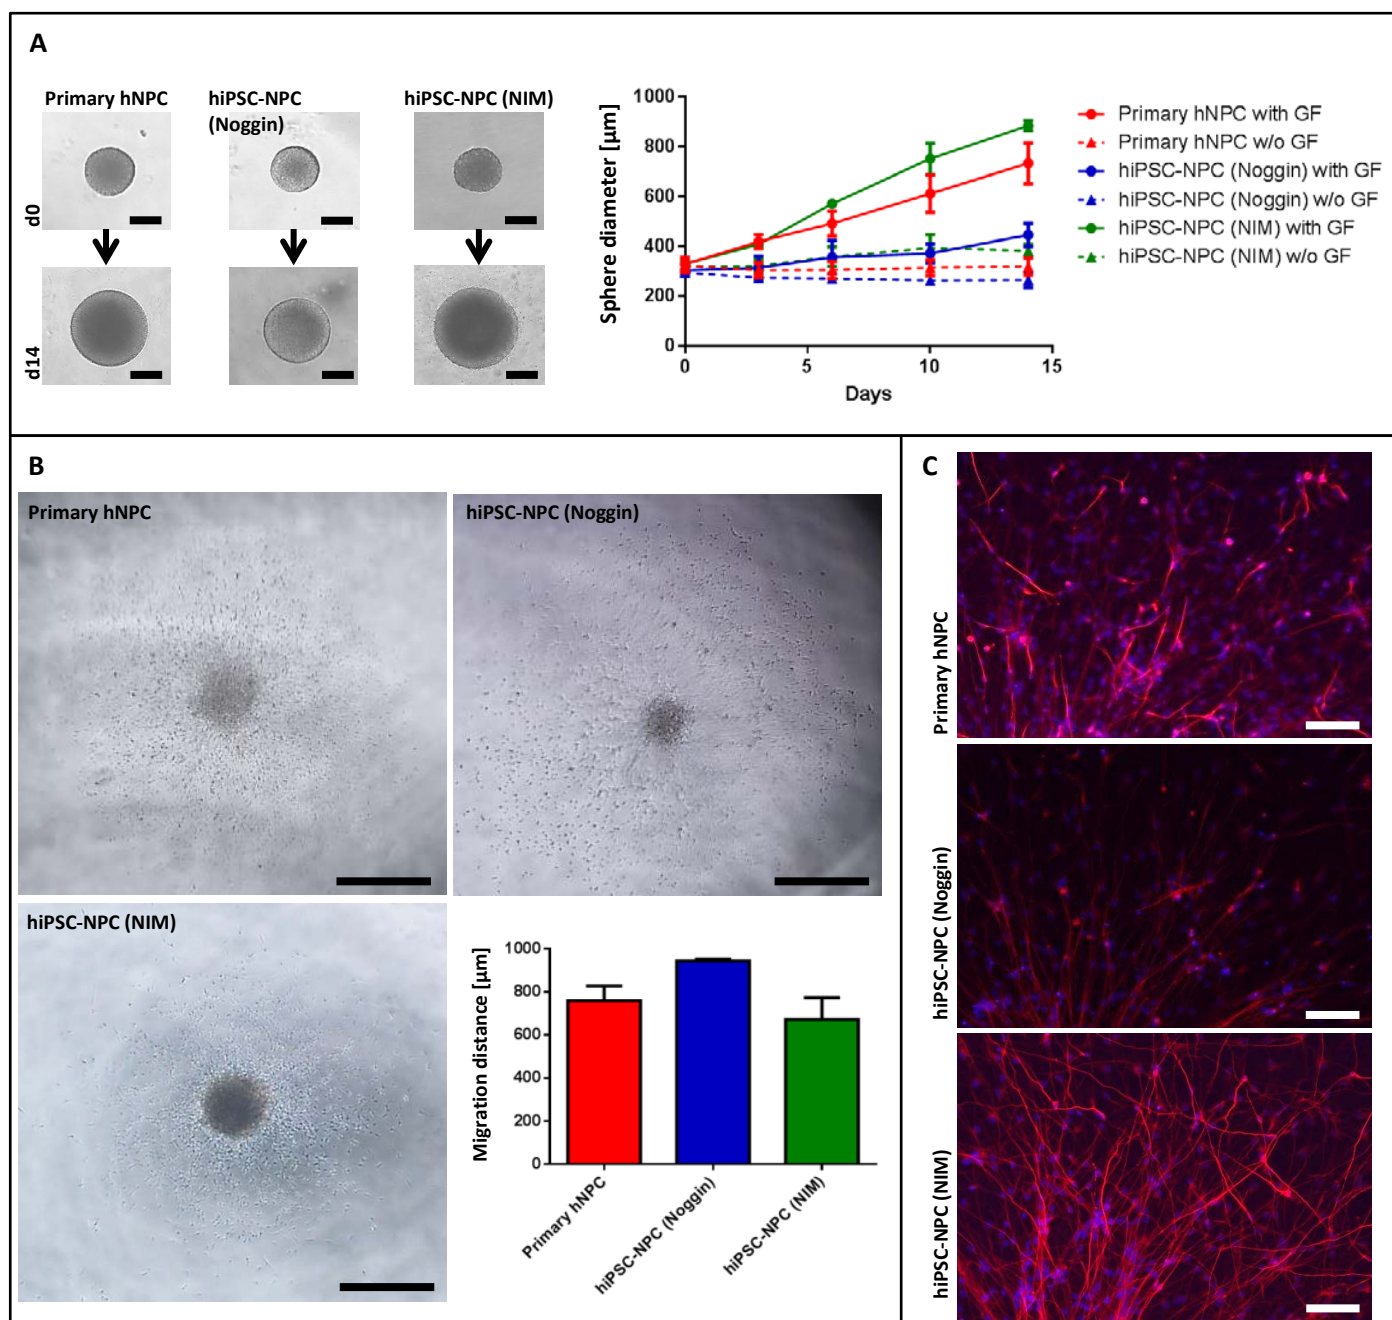 A
Primary hNPC
hiPSC-NPC
(Noggin)
hiPSC-NPC (NIM)
d0
d14
Sphere diameter [µm]
1000
800
600
400
200
0
0
5
10
15
Days
Primary hNPC with GF
Primary hNPC w/o GF
hiPSC-NPC (Noggin) with GF
hiPSC-NPC (Noggin) w/o GF
hiPSC-NPC (NIM) with GF
hiPSC-NPC (NIM) w/o GF
B
Primary hNPC
hiPSC-NPC (Noggin)
hiPSC-NPC (NIM)
Migration distance [µm]
1000
800
600
400
200
0
Primary hNPC
hiPSC-NPC (Noggin)
hiPSC-NPC (NIM)
C
Primary hNPC
hiPSC-NPC (Noggin)
hiPSC-NPC (NIM)